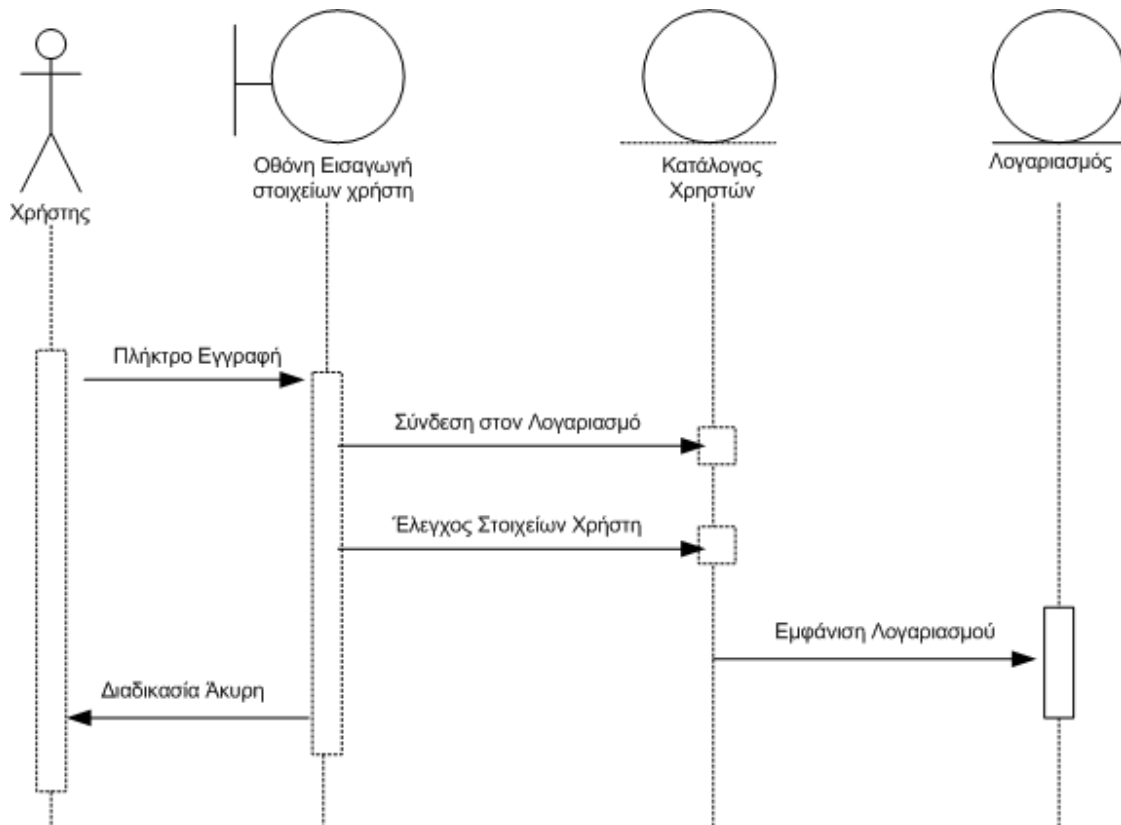 Χρήστης
Οθόνη Εισαγωγή
στοιχείων χρήστη
Κατάλογος
Χρηστών
Λογαριασμός
Πλήκτρο Εγγραφή
Σύνδεση στον Λογαριασμό
Έλεγχος Στοιχείων Χρήστη
Εμφάνιση Λογαριασμού
Διαδικασία Άκυρη